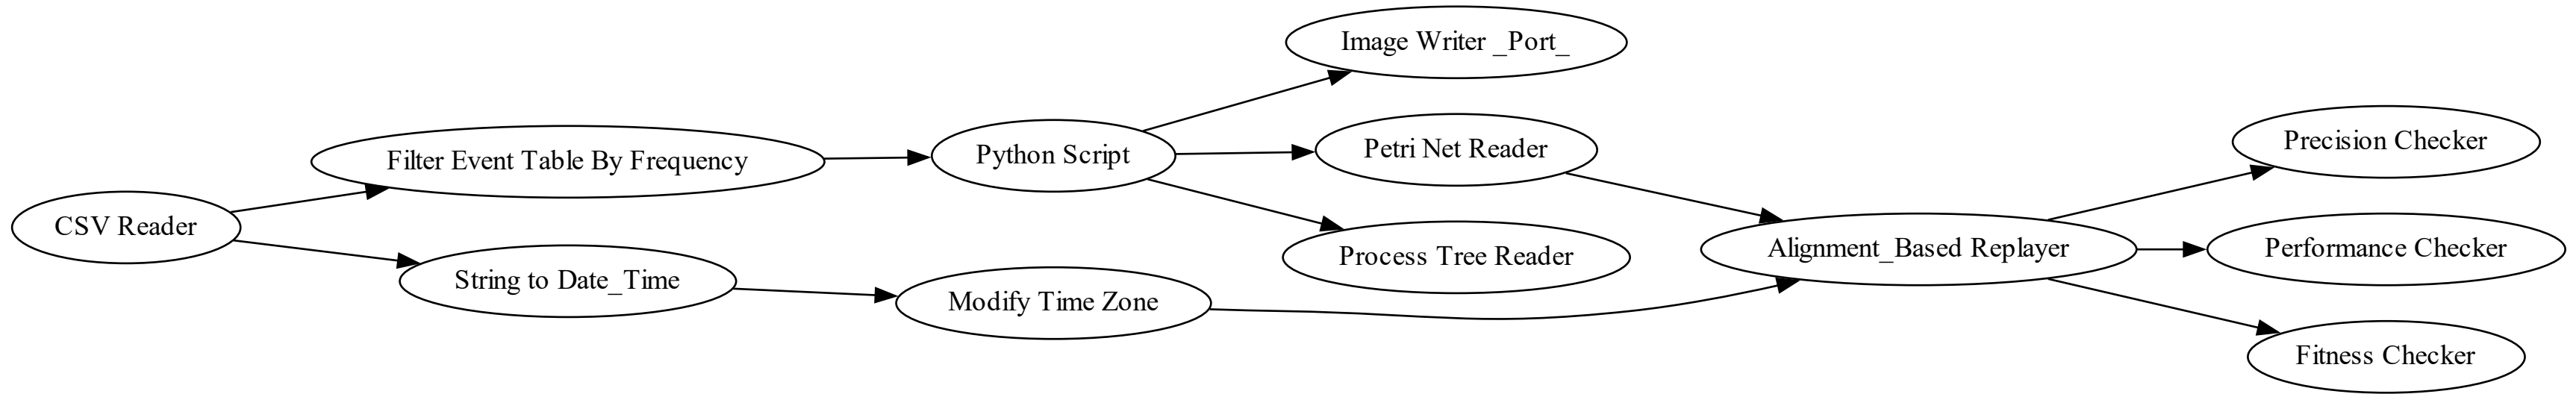 CSV Reader
Filter Event Table By Frequency
String to Date_Time
Python Script
Modify Time Zone
Image Writer _Port_
Petri Net Reader
Process Tree Reader
Alignment_Based Replayer
Precision Checker
Performance Checker
Fitness Checker